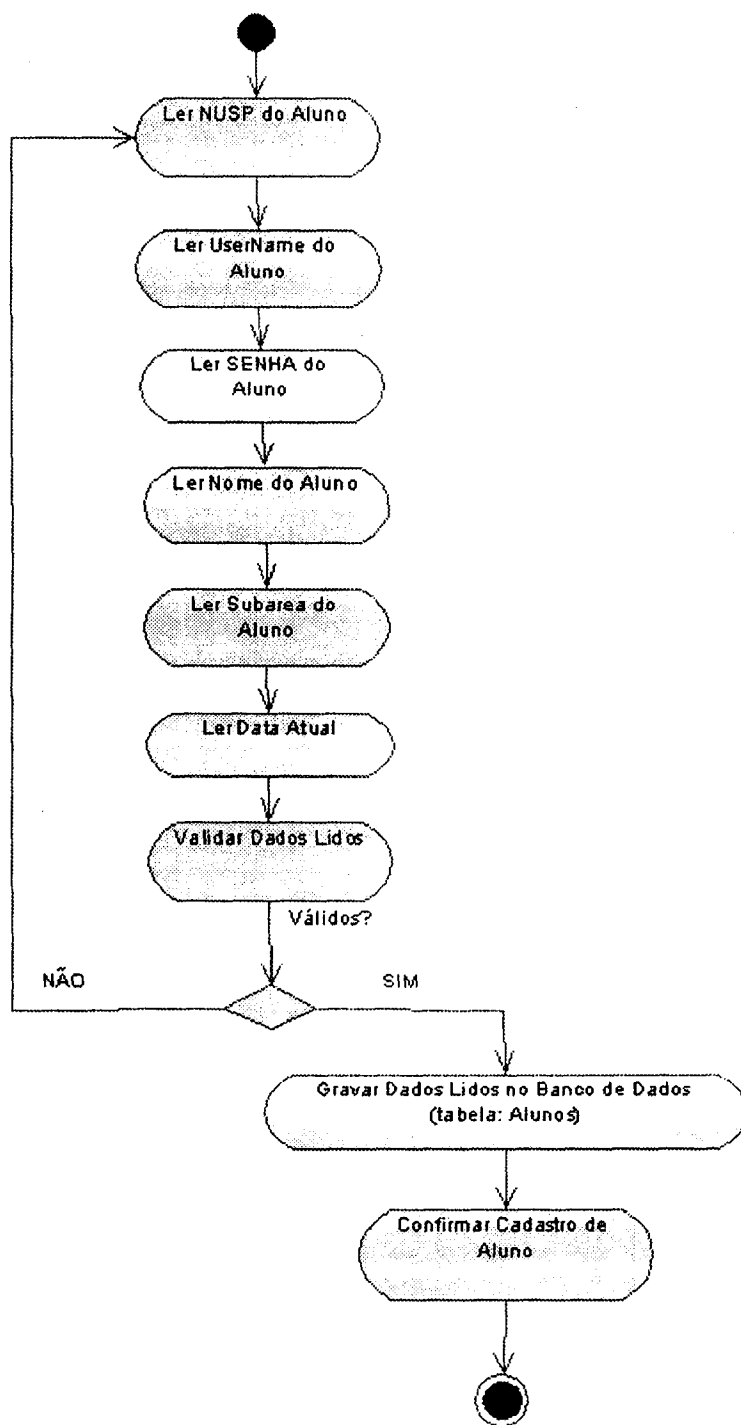 Ler NUSP do Aluno
Ler UserName do
Aluno
Ler SENHA do
Aluno
Ler Nome do Aluno
Ler Subarea do
Aluno
Ler Data Atual
Validar Dados Lidos
Válidos?
NÃO
SIM
Gravar Dados Lidos no Banco de Dados
(tabela: Alunos)
Confirmar Cadastro de
Aluno